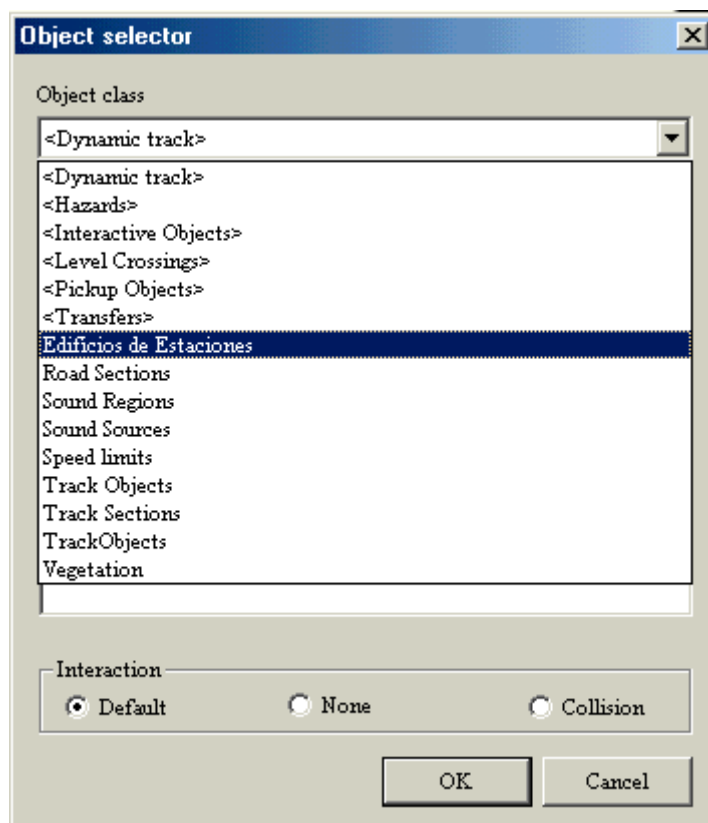 Object selector
Object class
<Dynamic track>
<Dynamic track>
<Hazards>
<Interactive Objects>
<Level Crossings>
<Pickup Objects>
<Transfers>
Edificios de Estaciones
Road Sections
Sound Regions
Sound Sources
Speed limits
Track Objects
Track Sections
TrackObjects
Vegetation
Interaction
Default None Collision
OK Cancel